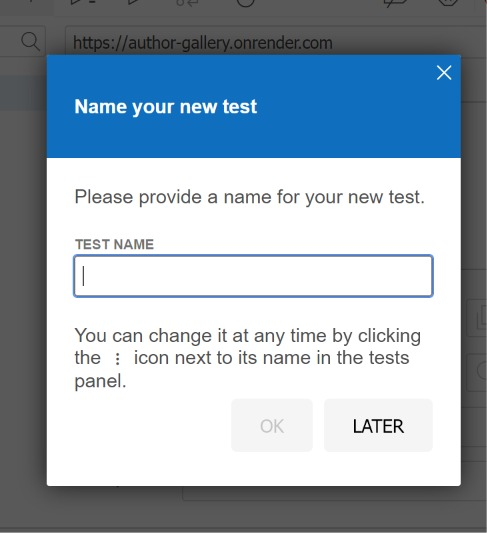 https://author-gallery.onrender.com
Name your new test
Please provide a name for your new test.
TEST NAME
You can change it at any time by clicking
the ⋮ icon next to its name in the tests
panel.
OK
LATER